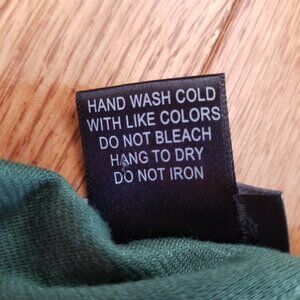 HAND WASH COLD
WITH LIKE COLORS
DO NOT BLEACH
HANG TO DRY
DO NOT IRON